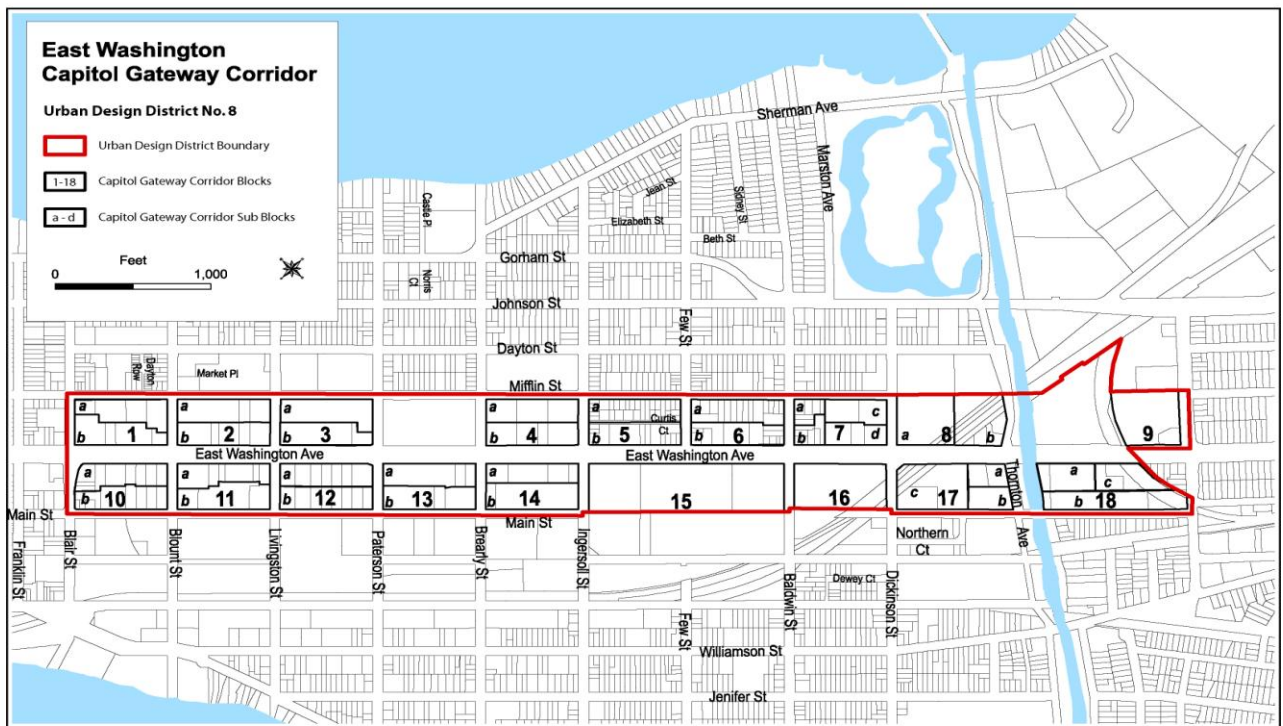 East Washington
Capitol Gateway Corridor
Urban Design District No. 8
Urban Design District Boundary
1-18 Capitol Gateway Corridor Blocks
a - d Capitol Gateway Corridor Sub Blocks
Feet
0 1,000
Sherman Ave
Marston Ave
Sidney St
Jean St
Castle Pl
Elizabeth St
Beth St
Gorham St
Norris Ct
Johnson St
Few St
Dayton St
Dayton Row
Market Pl
Mifflin St
a a a a a a a c
Curtis Ct
b 1 b 2 b 3 b 4 b 5 b 6 b 7 d a 8 b 9
East Washington Ave East Washington Ave
a a a a a a a
c c
b 10 b 11 b 12 b 13 b 14 15 16 17 b b 18
Thornton Ave
Main St Main St
Northern Ct
Franklin St
Blair St
Blount St
Livingston St
Paterson St
Brearly St
Ingersoll St
Few St
Baldwin St
Dickinson St
Dewey Ct
Williamson St
Jenifer St